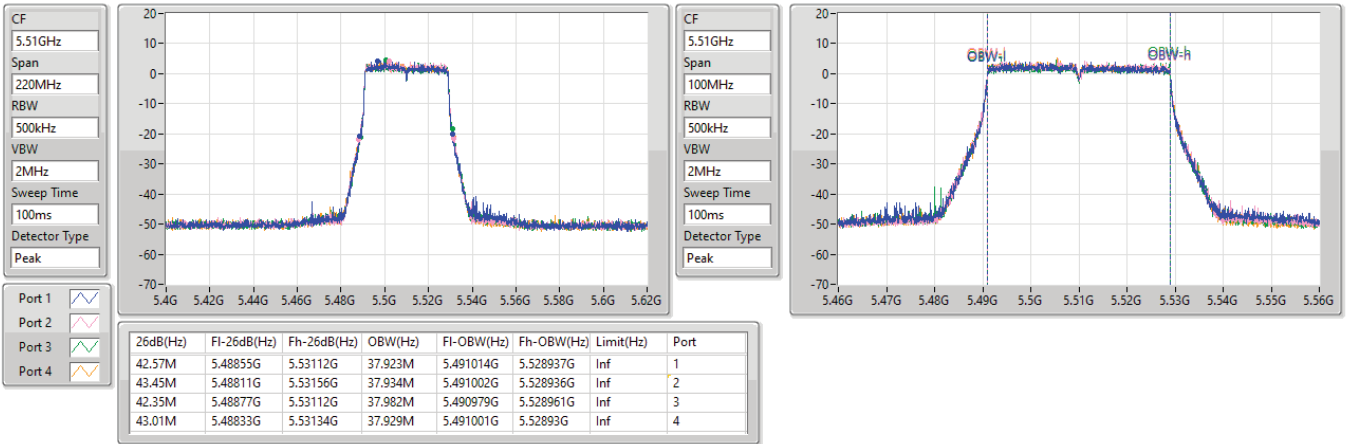 CF
5.51GHz
Span
220MHz
RBW
500kHz
VBW
2MHz
Sweep Time
100ms
Detector Type
Peak
20
10
0
-10
-20
-30
-40
-50
-60
-70
5.4G 5.42G 5.44G 5.46G 5.48G 5.5G 5.52G 5.54G 5.56G 5.58G 5.6G 5.62G
CF
5.51GHz
Span
100MHz
RBW
500kHz
VBW
2MHz
Sweep Time
100ms
Detector Type
Peak
20
10
0
-10
-20
-30
-40
-50
-60
-70
OBW-l OBW-h
5.46G 5.47G 5.48G 5.49G 5.5G 5.51G 5.52G 5.53G 5.54G 5.55G 5.56G
Port 1
Port 2
Port 3
Port 4
26dB(Hz) Fl-26dB(Hz) Fh-26dB(Hz) OBW(Hz) Fl-OBW(Hz) Fh-OBW(Hz) Limit(Hz) Port
42.57M 5.48855G 5.53112G 37.923M 5.491014G 5.528937G Inf 1
43.45M 5.48811G 5.53156G 37.934M 5.491002G 5.528936G Inf 2
42.35M 5.48877G 5.53112G 37.982M 5.490979G 5.528961G Inf 3
43.01M 5.48833G 5.53134G 37.929M 5.491001G 5.52893G Inf 4